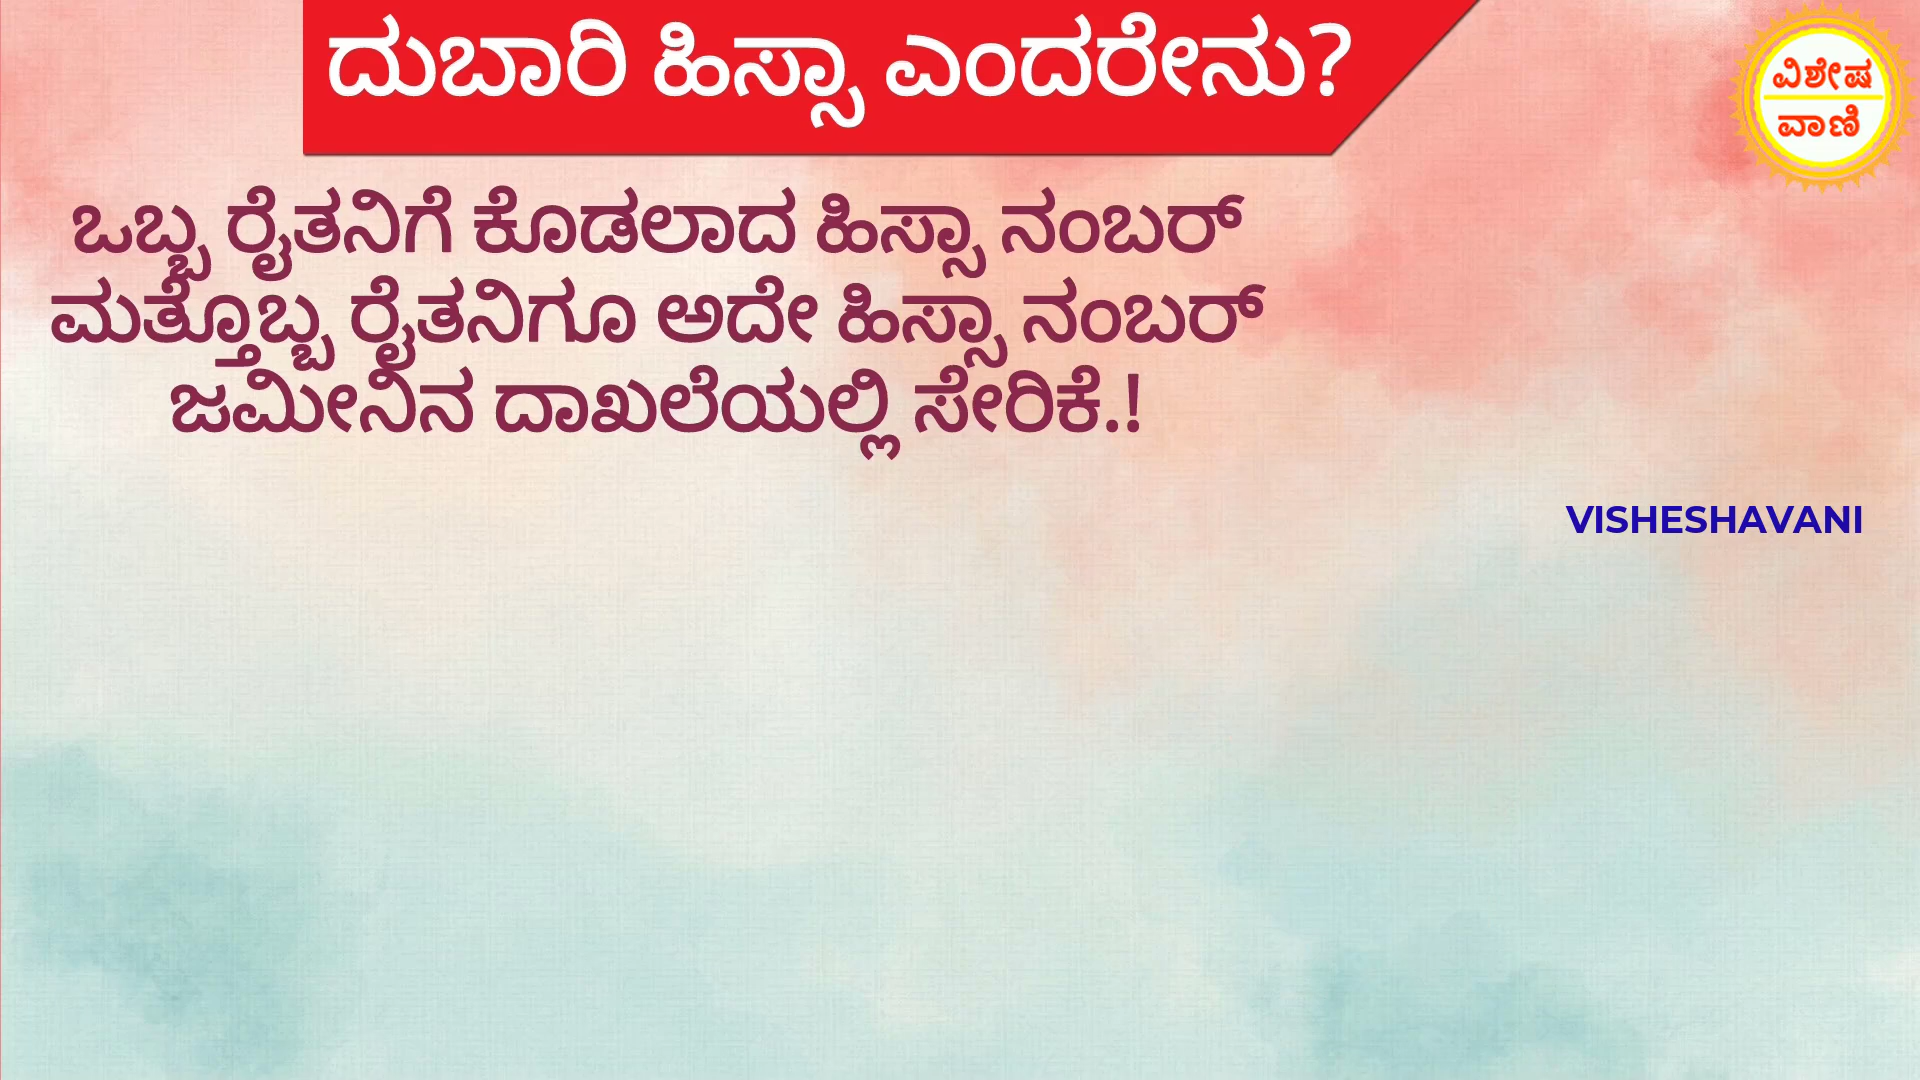 ದುಬಾರಿ ಹಿಸ್ಸಾ ಎಂದರೇನು?
ವಿಶೇಷ
ವಾಣಿ
ಒಬ್ಬ ರೈತನಿಗೆ ಕೊಡಲಾದ ಹಿಸ್ಸಾ ನಂಬರ್
ಮತ್ತೊಬ್ಬ ರೈತನಿಗೂ ಅದೇ ಹಿಸ್ಸಾ ನಂಬರ್
ಜಮೀನಿನ ದಾಖಲೆಯಲ್ಲಿ ಸೇರಿಕೆ.!
VISHESHAVANI